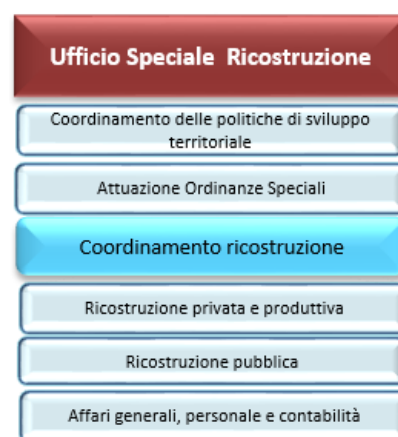 Ufficio Speciale Ricostruzione
Coordinamento delle politiche di sviluppo
territoriale
Attuazione Ordinanze Speciali
Coordinamento ricostruzione
Ricostruzione privata e produttiva
Ricostruzione pubblica
Affari generali, personale e contabilità